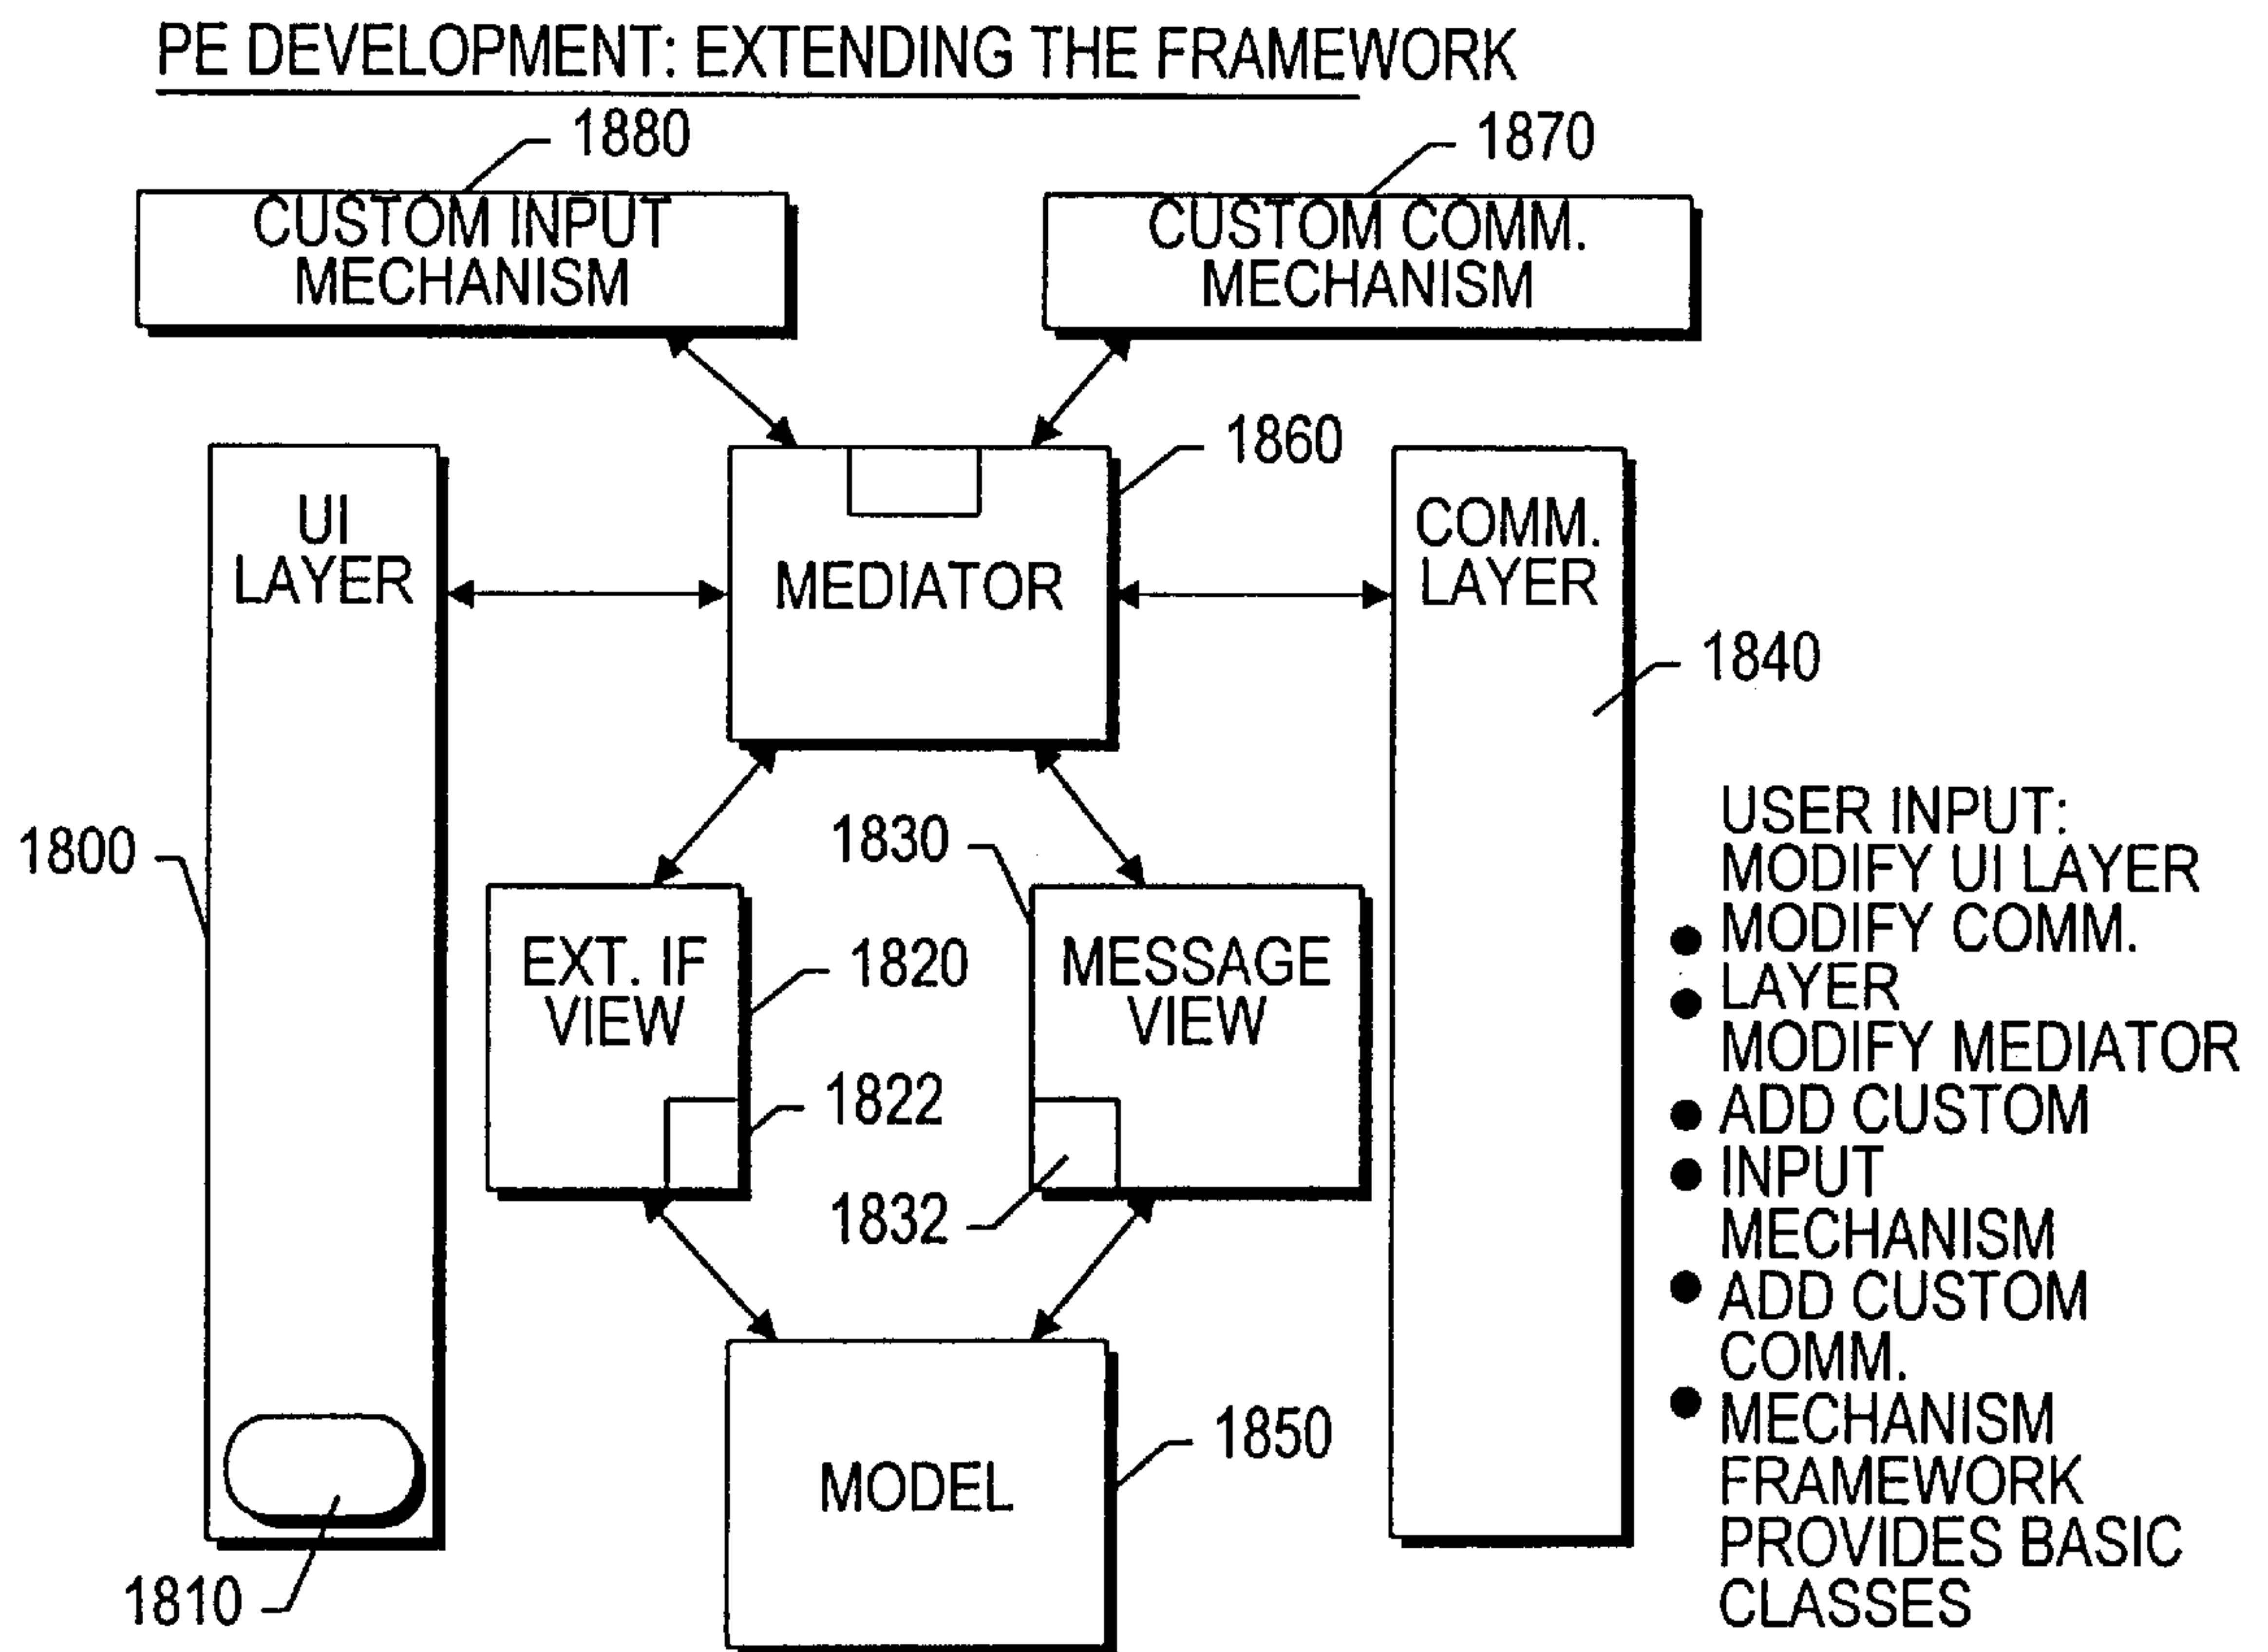 PE DEVELOPMENT: EXTENDING THE FRAMEWORK
1880
1870
CUSTOM INPUT
MECHANISM
CUSTOM COMM.
MECHANISM
1860
UI
LAYER
MEDIATOR
COMM.
LAYER
1840
1800
1830
EXT. IF
VIEW
1820
MESSAGE
VIEW
1822
1832
MODEL
1850
1810
USER INPUT:
MODIFY UI LAYER
● MODIFY COMM.
● LAYER
MODIFY MEDIATOR
● ADD CUSTOM
● INPUT
MECHANISM
● ADD CUSTOM
COMM.
● MECHANISM
FRAMEWORK
PROVIDES BASIC
CLASSES